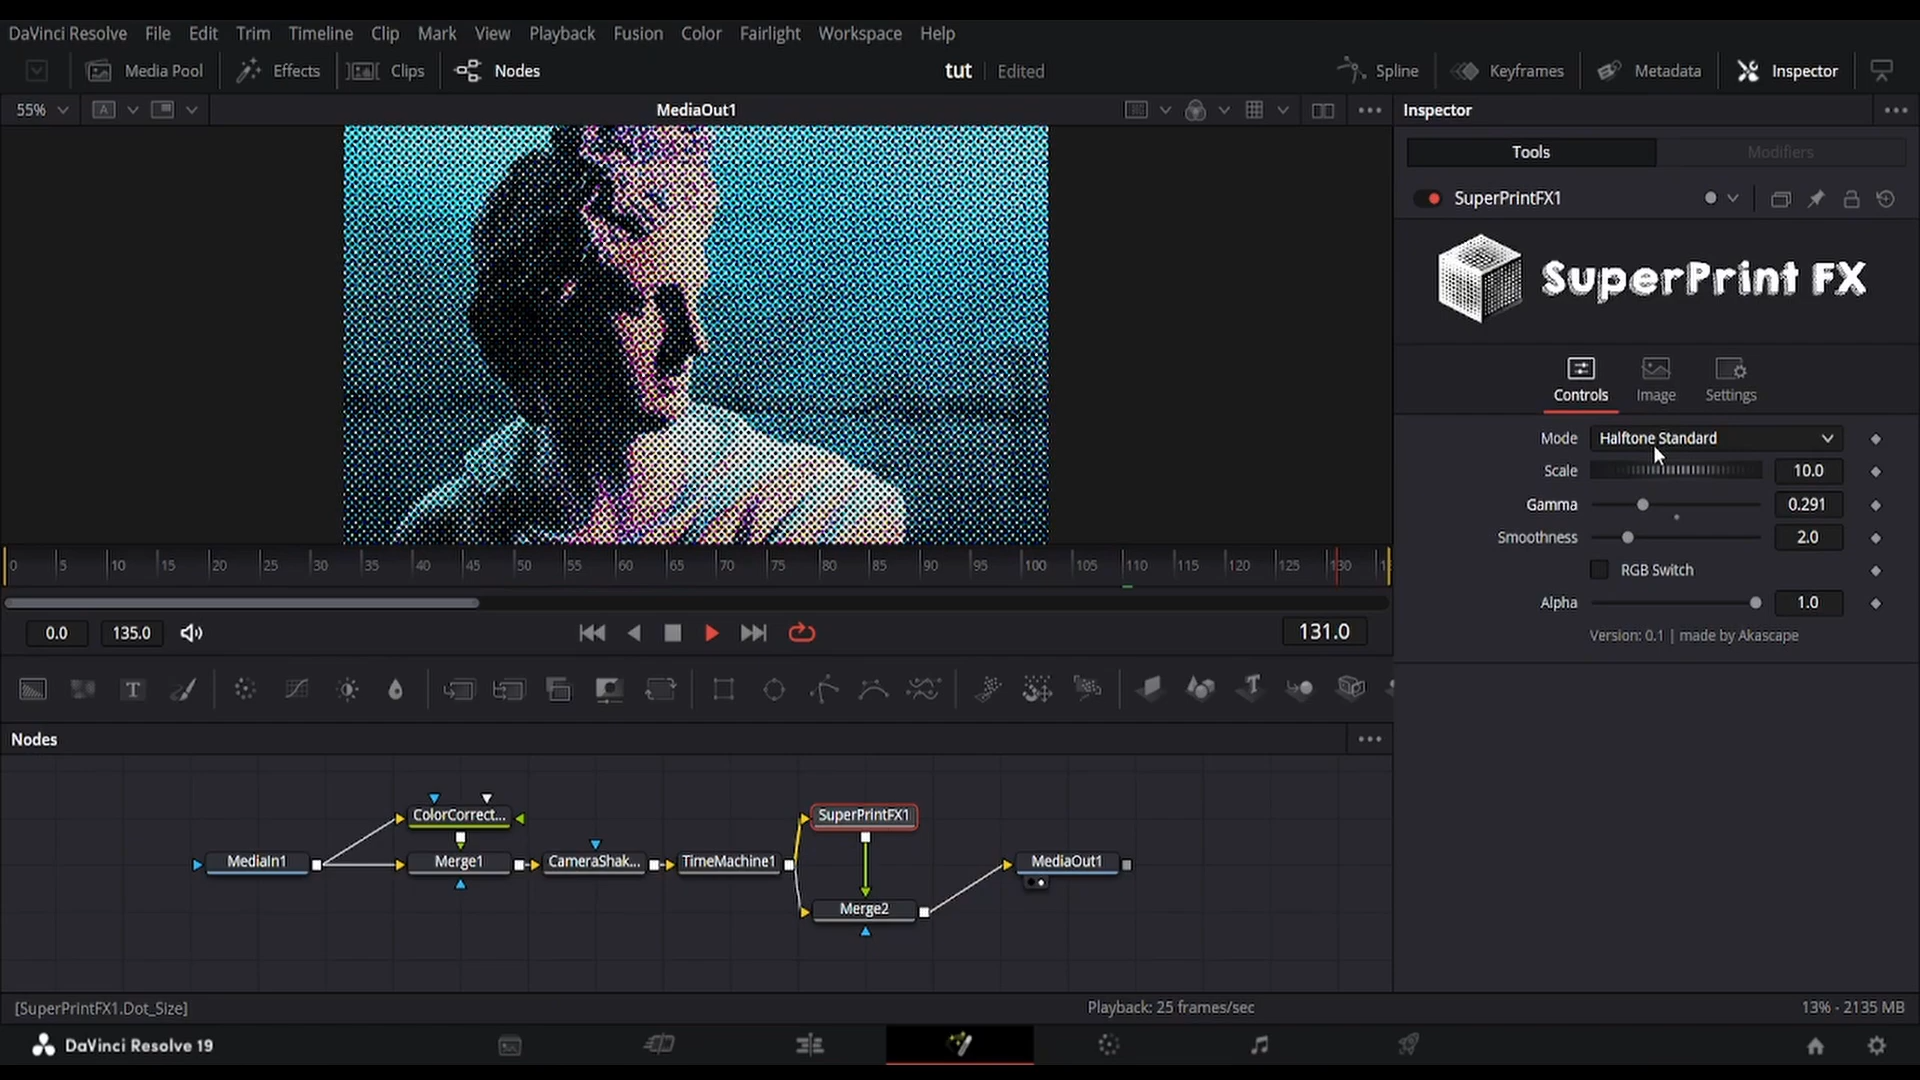 DaVinci Resolve File Edit Trim Timeline Clip Mark View Playback Fusion Color Fairlight Workspace Help
Media Pool Effects Clips Nodes tut Edited Spline Keyframes Metadata Inspector
55% A MediaOut1 Inspector
Tools Modifiers
SuperPrintFX1
SuperPrint FX
Controls Image Settings
Mode Halftone Standard
Scale 10.0
Gamma 0.291
Smoothness 2.0
RGB Switch
Alpha 1.0
Version: 0.1 | made by Akascape
0 5 10 15 20 25 30 35 40 45 50 55 60 65 70 75 80 85 90 95 100 105 110 115 120 125 130
0.0 135.0 131.0
T T
Nodes
ColorCorrect... SuperPrintFX1
MediaIn1 Merge1 CameraShak... TimeMachine1 MediaOut1
Merge2
[SuperPrintFX1.Dot_Size] Playback: 25 frames/sec 13% - 2135 MB
DaVinci Resolve 19